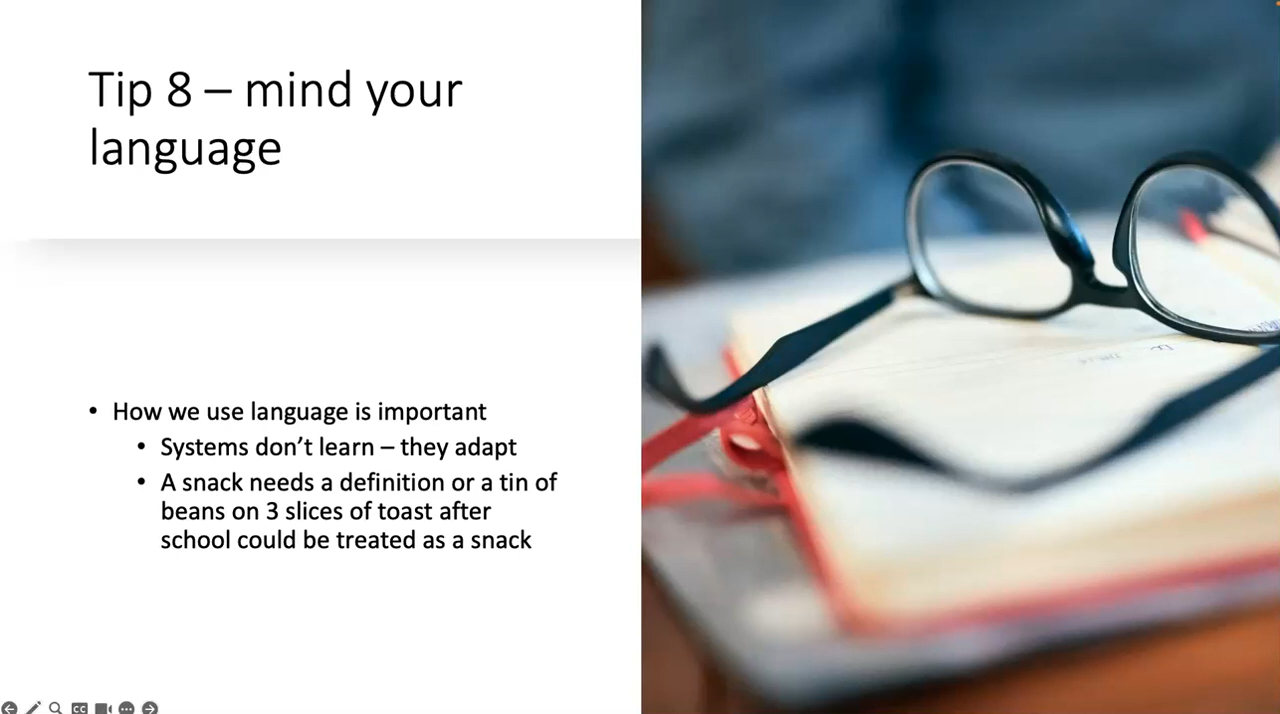 Tip 8 – mind your
language
• How we use language is important
• Systems don’t learn – they adapt
• A snack needs a definition or a tin of
beans on 3 slices of toast after
school could be treated as a snack
CC